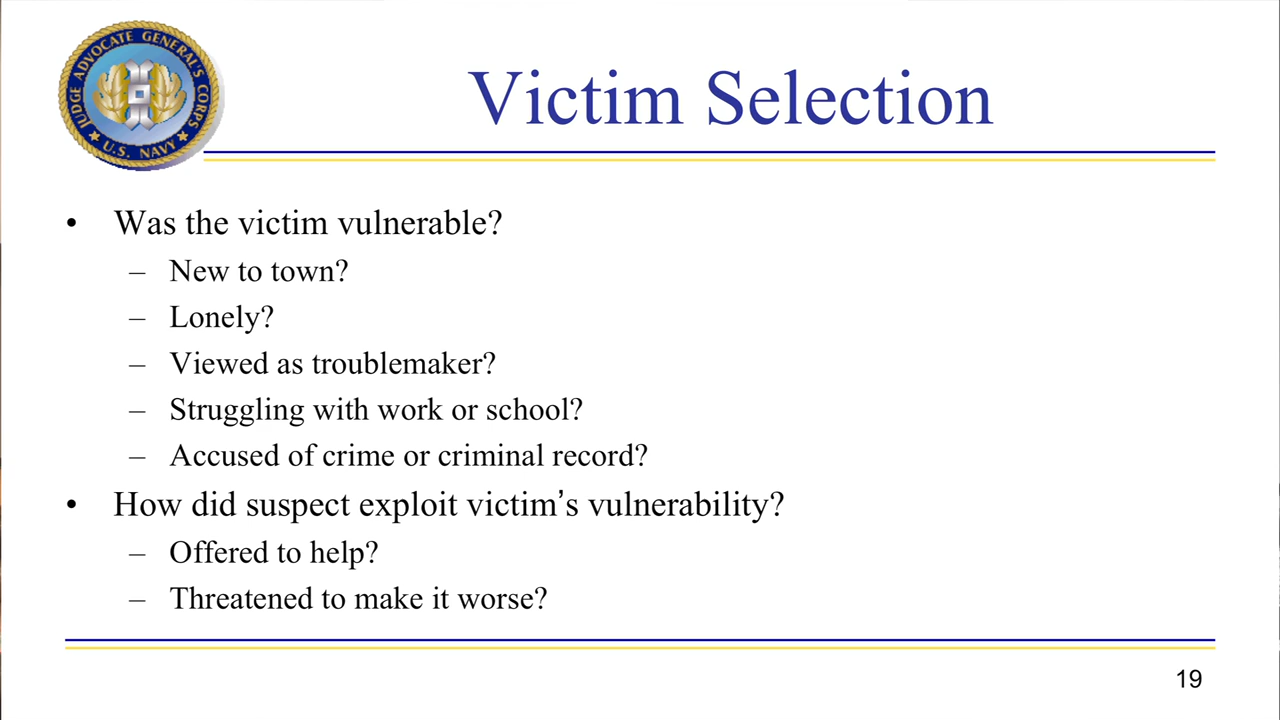 JUDGE ADVOCATE GENERAL'S CORPS
U.S. NAVY
Victim Selection
• Was the victim vulnerable?
– New to town?
– Lonely?
– Viewed as troublemaker?
– Struggling with work or school?
– Accused of crime or criminal record?
• How did suspect exploit victim’s vulnerability?
– Offered to help?
– Threatened to make it worse?
19